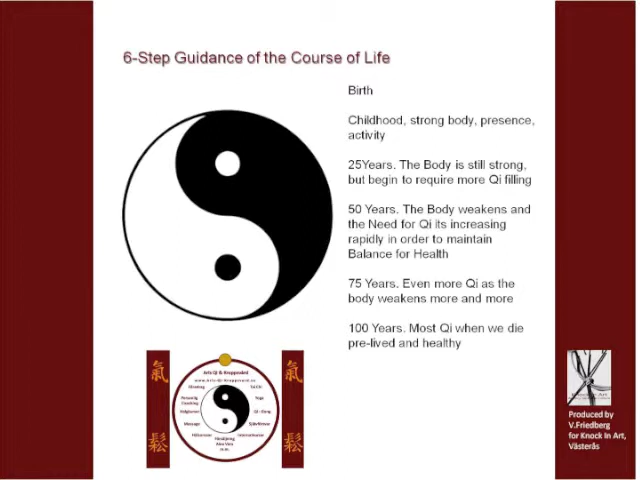 6-Step Guidance of the Course of Life
Birth
Childhood, strong body, presence,
activity
25Years. The Body is still strong,
but begin to require more Qi filling
50 Years. The Body weakens and
the Need for Qi its increasing
rapidly in order to maintain
Balance for Health
75 Years. Even more Qi as the
body weakens more and more
100 Years. Most Qi when we die
pre-lived and healthy
氣
氣
鬆
鬆
Massage
Yoga
Produced by
V.Friedberg
for Knock In Art,
Västerås